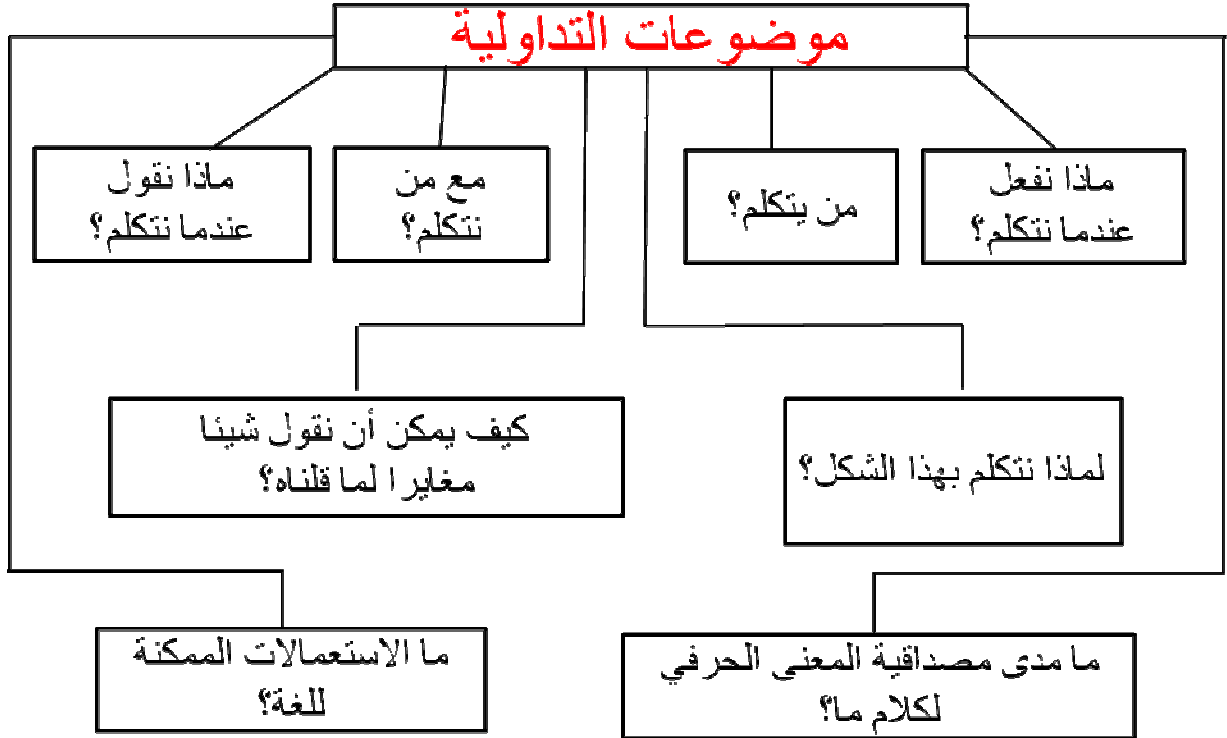 موضوعات التداولية
ماذا نفعل
عندما نتكلم؟
من يتكلم؟
مع من
نتكلم؟
ماذا نقول
عندما نتكلم؟
لماذا نتكلم بهذا الشكل؟
كيف يمكن أن نقول شيئا
مغايرا لما قلناه؟
ما مدى مصداقية المعنى الحرفي
لكلام ما؟
ما الاستعمالات الممكنة
للغة؟